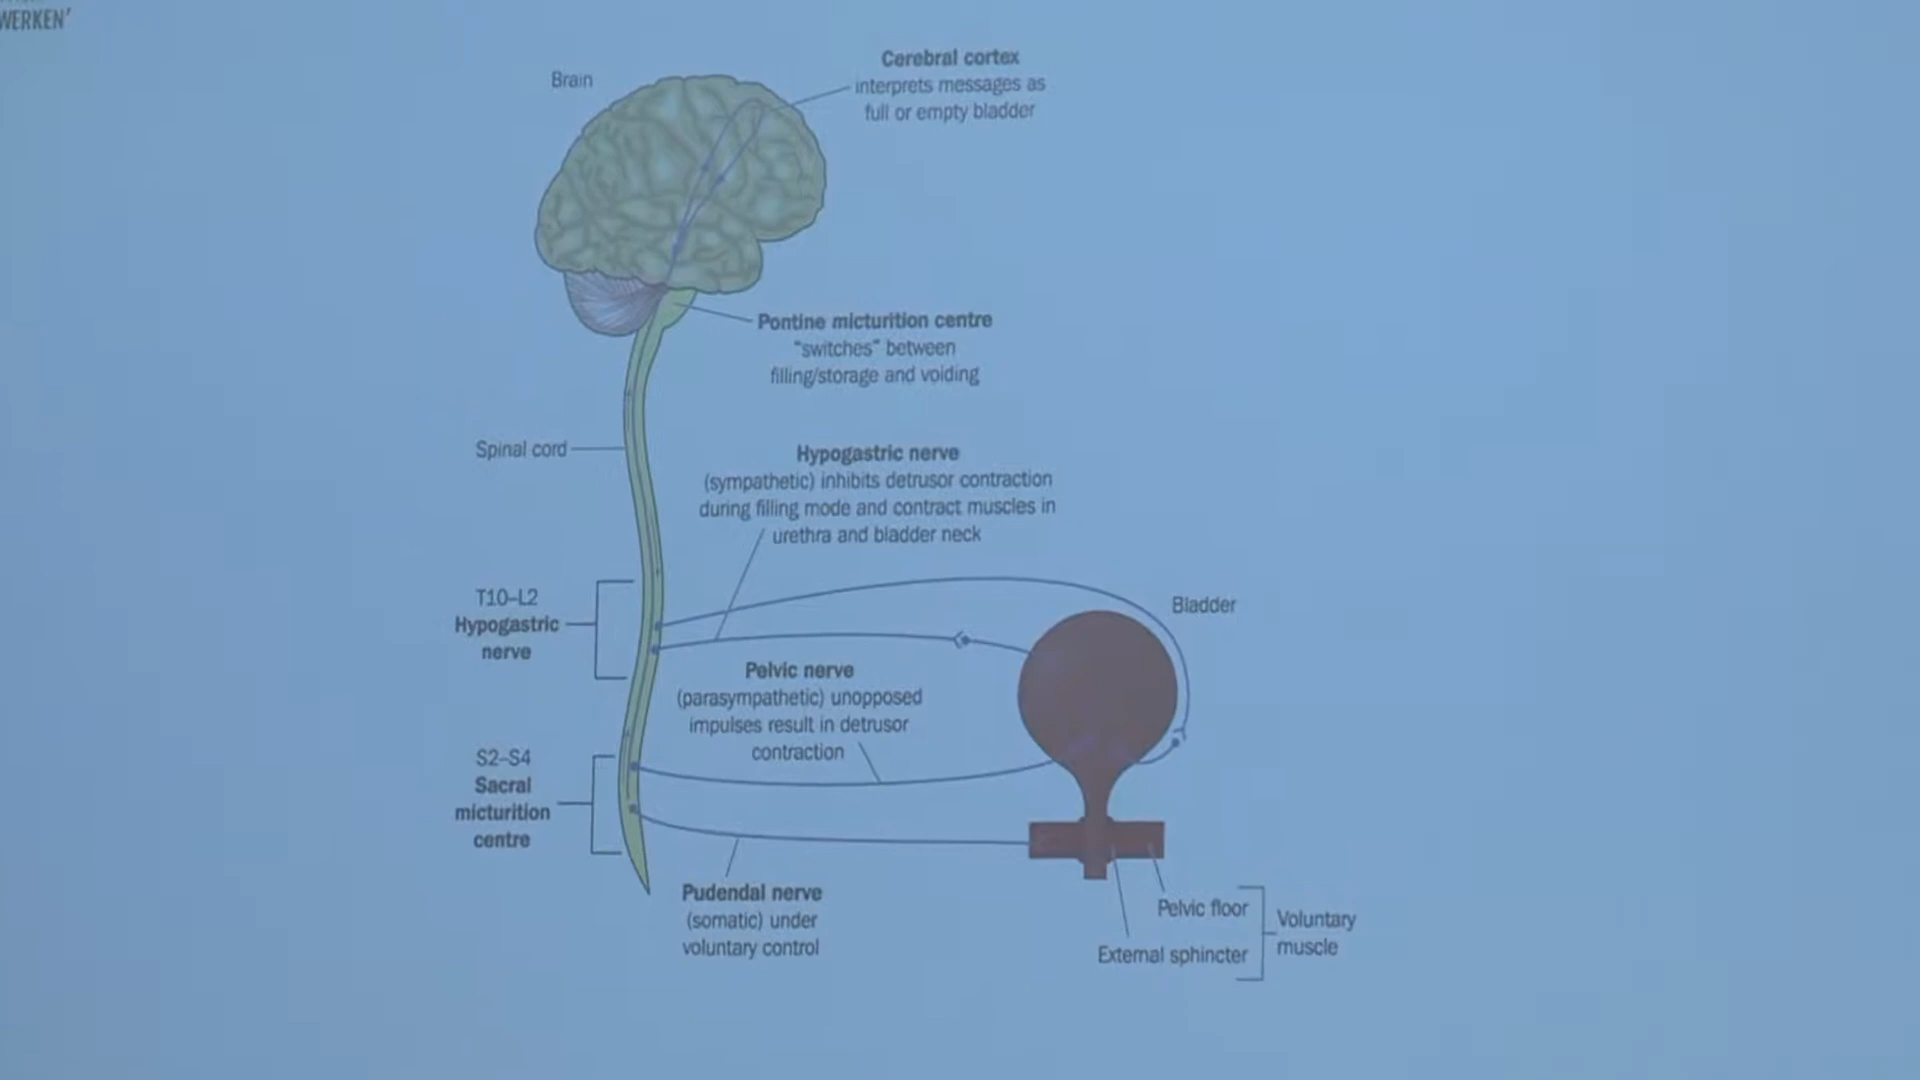 WERKEN'
Brain
Cerebral cortex
interprets messages as
full or empty bladder
Pontine micturition centre
"switches" between
filling/storage and voiding
Spinal cord
Hypogastric nerve
(sympathetic) inhibits detrusor contraction
during filling mode and contract muscles in
urethra and bladder neck
T10–L2
Hypogastric
nerve
Bladder
Pelvic nerve
(parasympathetic) unopposed
impulses result in detrusor
contraction
S2–S4
Sacral
micturition
centre
Pudendal nerve
(somatic) under
voluntary control
Pelvic floor
External sphincter
Voluntary
muscle